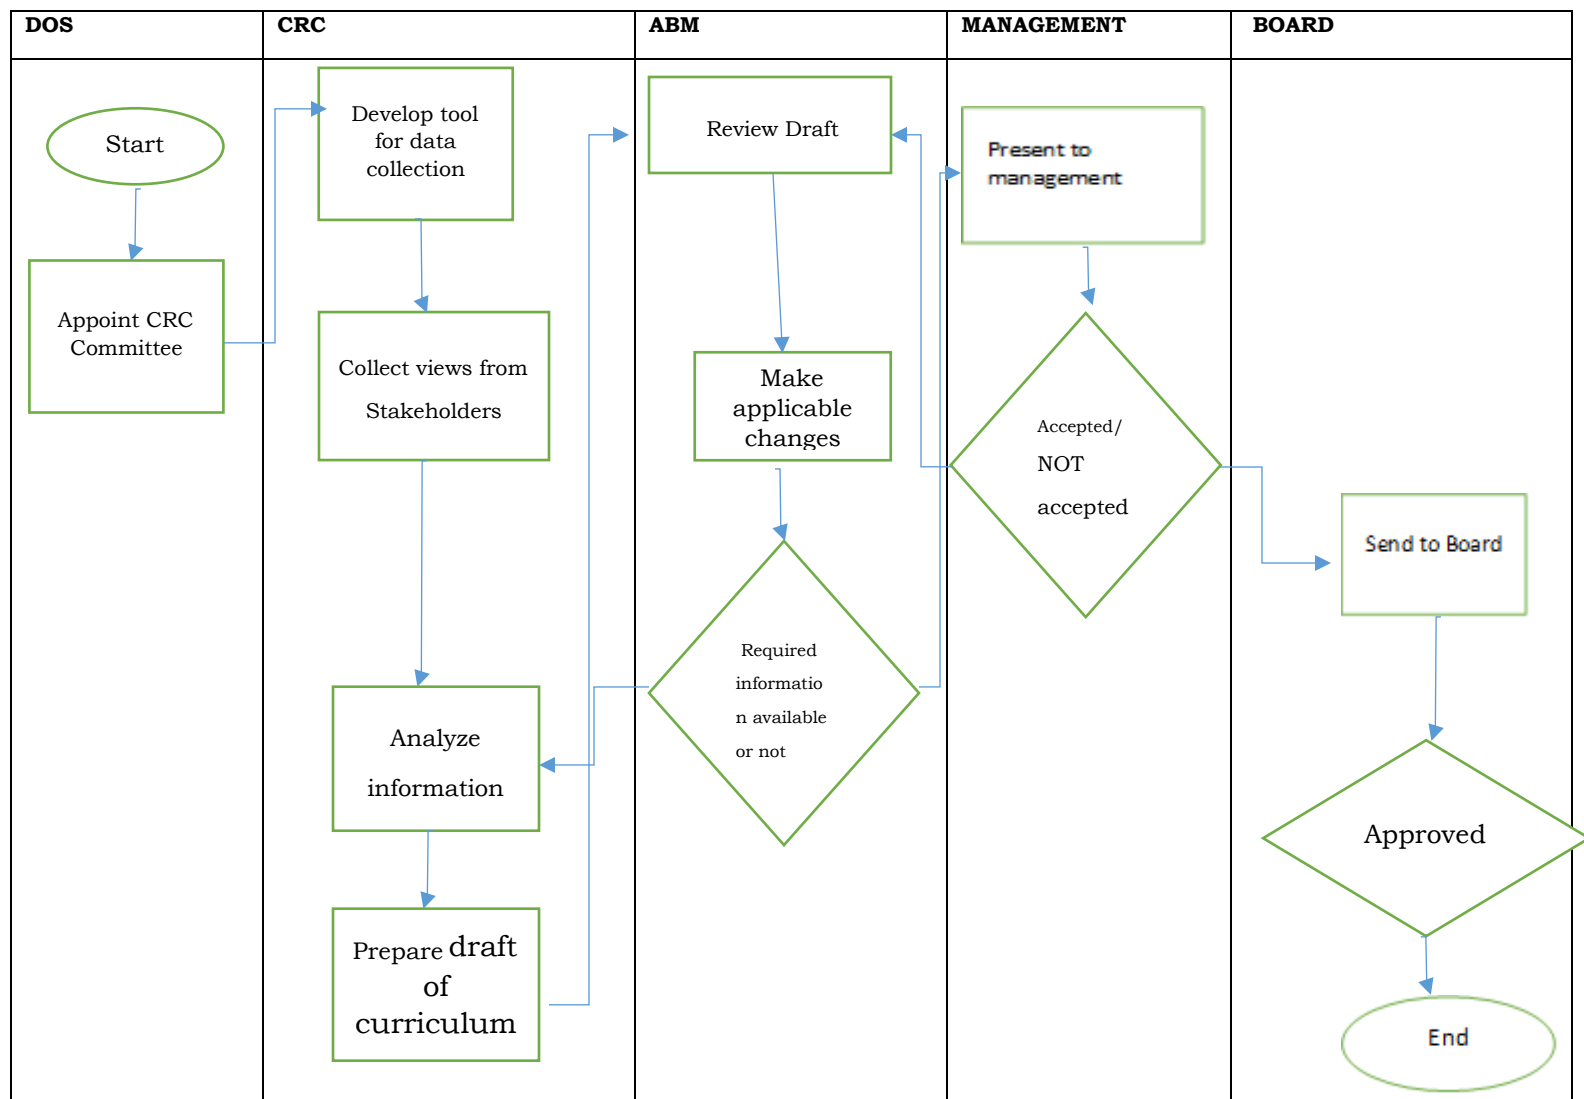 DOS
CRC
ABM
MANAGEMENT
BOARD
Start
Appoint CRC
Committee
Develop tool
for data
collection
Collect views from
Stakeholders
Analyze
information
Prepare draft
of
curriculum
Review Draft
Make
applicable
changes
Required
informatio
n available
or not
Present to
management
Accepted/
NOT
accepted
Send to Board
Approved
End